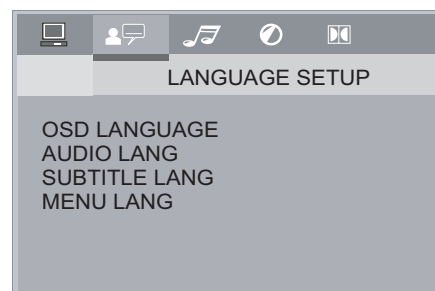 LANGUAGE SETUP
OSD LANGUAGE
AUDIO LANG
SUBTITLE LANG
MENU LANG